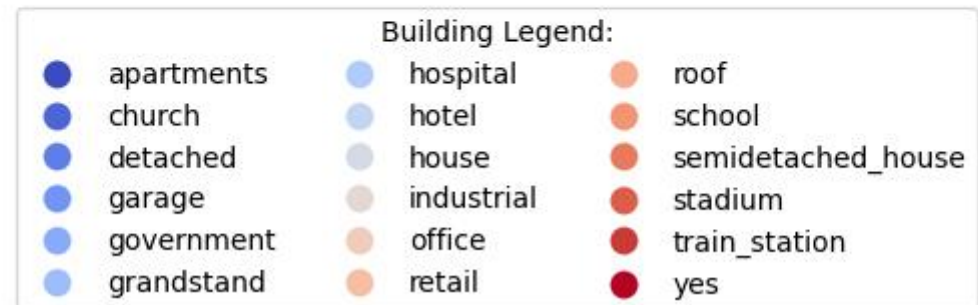 Building Legend:
apartments
church
detached
garage
government
grandstand
hospital
hotel
house
industrial
office
retail
roof
school
semidetached_house
stadium
train_station
yes